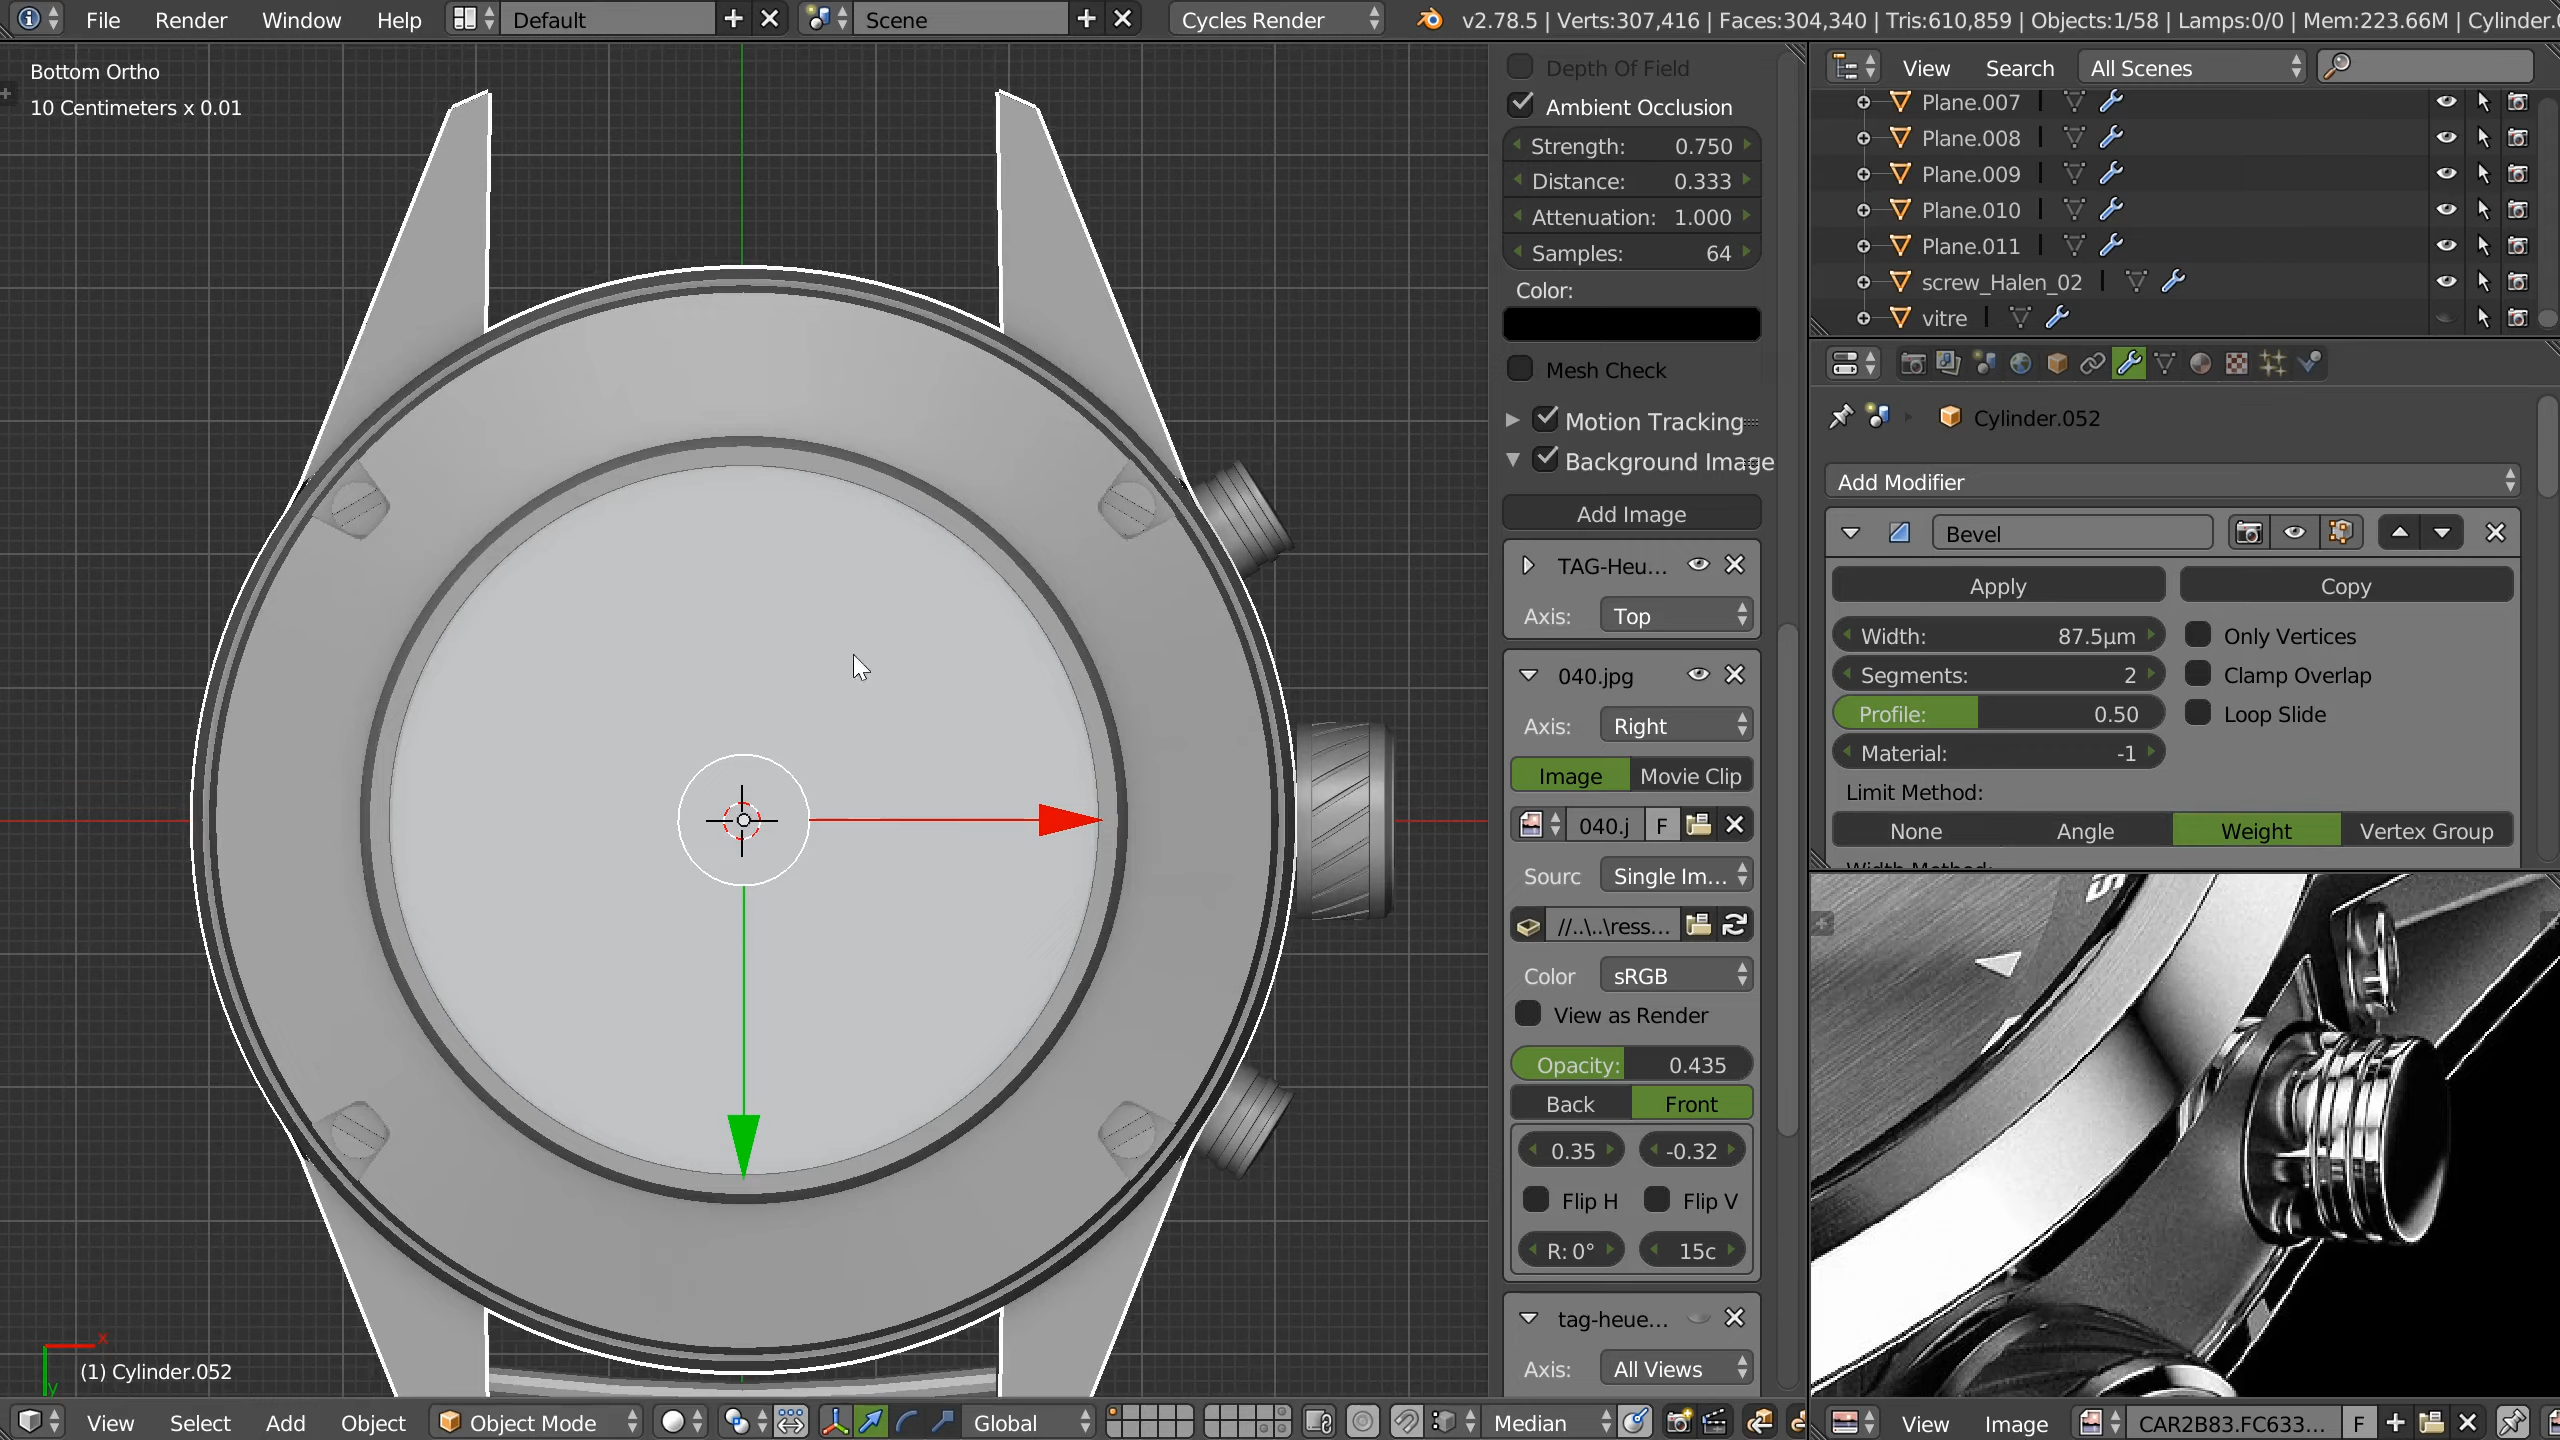 File Render Window Help Default Scene Cycles Render v2.78.5 | Verts:307,416 | Faces:304,340 | Tris:610,859 | Objects:1/58 | Lamps:0/0 | Mem:223.66M | Cylinder.
Bottom Ortho
10 Centimeters x 0.01
(1) Cylinder.052
x
y
View Select Add Object Object Mode Global Median
Depth Of Field
Ambient Occlusion
Strength: 0.750
Distance: 0.333
Attenuation: 1.000
Samples: 64
Color:
Mesh Check
Motion Tracking
Background Image
Add Image
TAG-Heu...
Axis: Top
040.jpg
Axis: Right
Image Movie Clip
040.j F
Sourc Single Im...
//..\..\ress...
Color sRGB
View as Render
Opacity: 0.435
Back Front
0.35 -0.32
Flip H Flip V
R: 0° 15c
tag-heue...
Axis: All Views
View Search All Scenes
Plane.007
Plane.008
Plane.009
Plane.010
Plane.011
screw_Halen_02
vitre
Cylinder.052
Add Modifier
Bevel
Apply Copy
Width: 87.5µm Only Vertices
Segments: 2 Clamp Overlap
Profile: 0.50 Loop Slide
Material: -1
Limit Method:
None Angle Weight Vertex Group
Width Method:
View Image CAR2B83.FC633... F